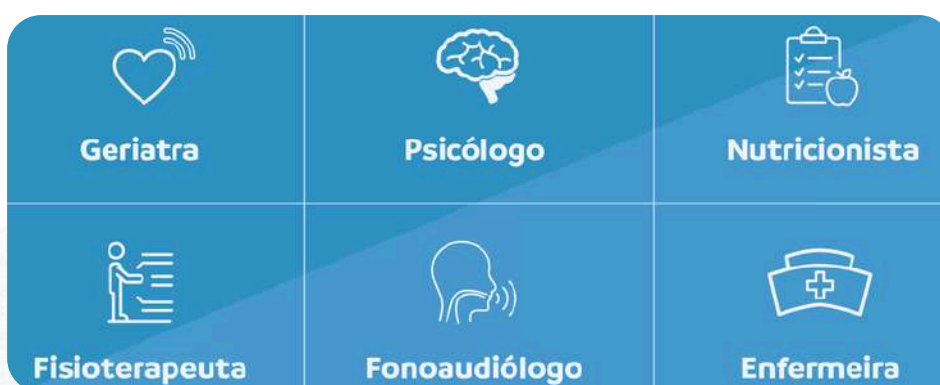 Geriatra
Psicólogo
Nutricionista
Fisioterapeuta
Fonoaudiólogo
Enfermeira